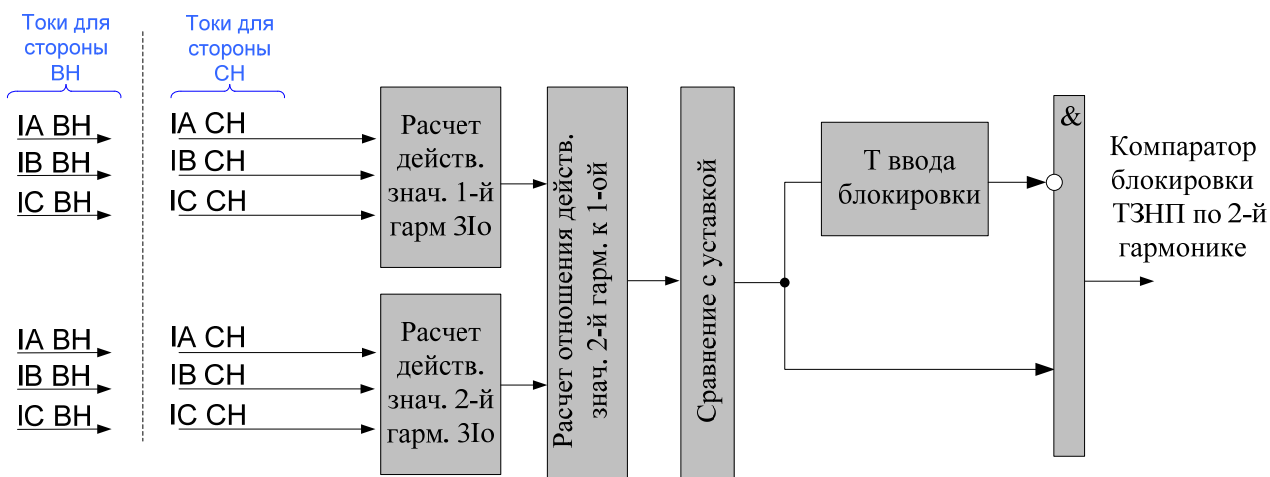 Токи для
стороны
ВН
Токи для
стороны
СН
IA ВН
IB ВН
IC ВН
IA СН
IB СН
IC СН
Расчет
действ.
знач. 1-й
гарм 3Iо
IA ВН
IB ВН
IC ВН
IA СН
IB СН
IC СН
Расчет
действ.
знач. 2-й
гарм. 3Iо
Расчет отношения действ.
знач. 2-й гарм. к 1-ой
Сравнение с уставкой
Т ввода
блокировки
&
Компаратор
блокировки
ТЗНП по 2-й
гармонике